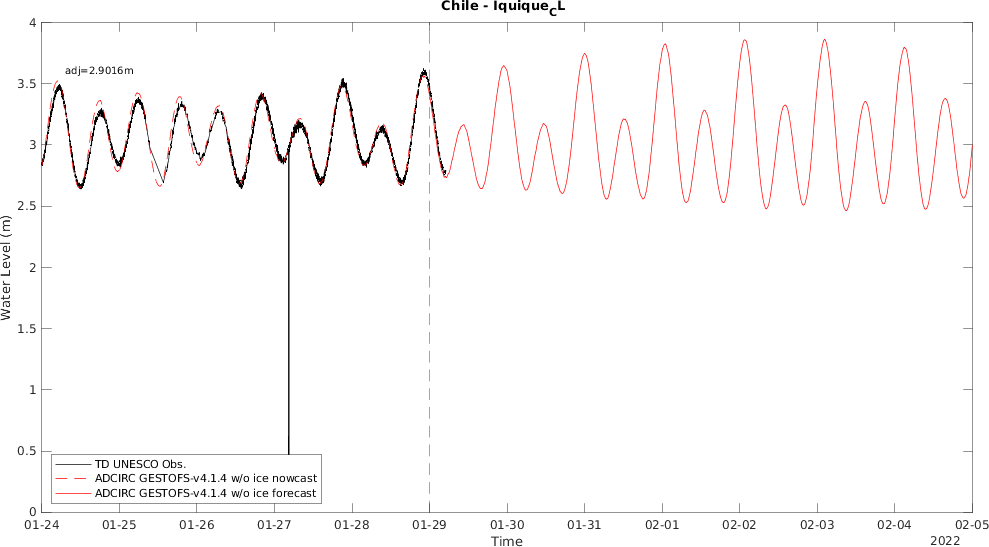 Chile - Iquique_CL
4
adj=2.9016m
3.5
3
2.5
2
1.5
1
0.5
0
Water Level (m)
TD UNESCO Obs.
ADCIRC GESTOFS-v4.1.4 w/o ice nowcast
ADCIRC GESTOFS-v4.1.4 w/o ice forecast
01-24 01-25 01-26 01-27 01-28 01-29 01-30 01-31 02-01 02-02 02-03 02-04 02-05
Time
2022